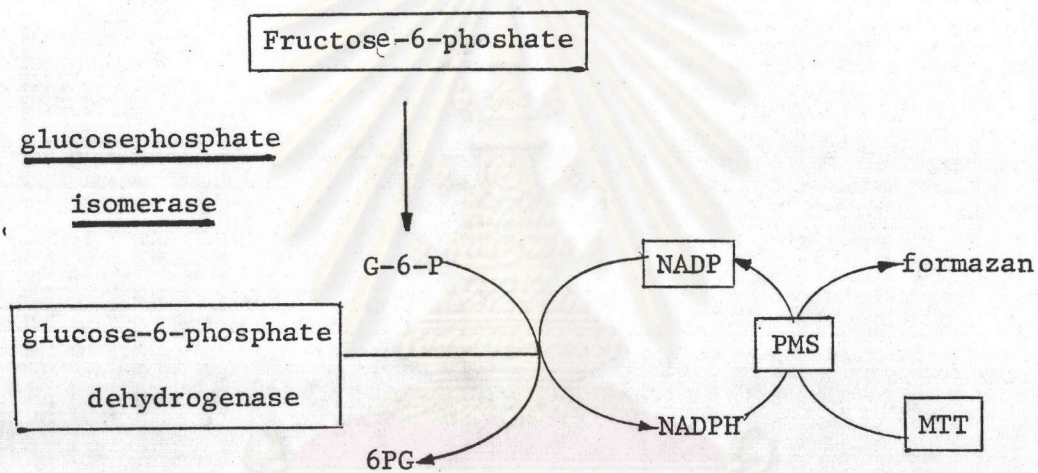 Fructose-6-phoshate
glucosephosphate
isomerase
G-6-P
NADP
formazan
glucose-6-phosphate
dehydrogenase
PMS
NADPH
MTT
6PG